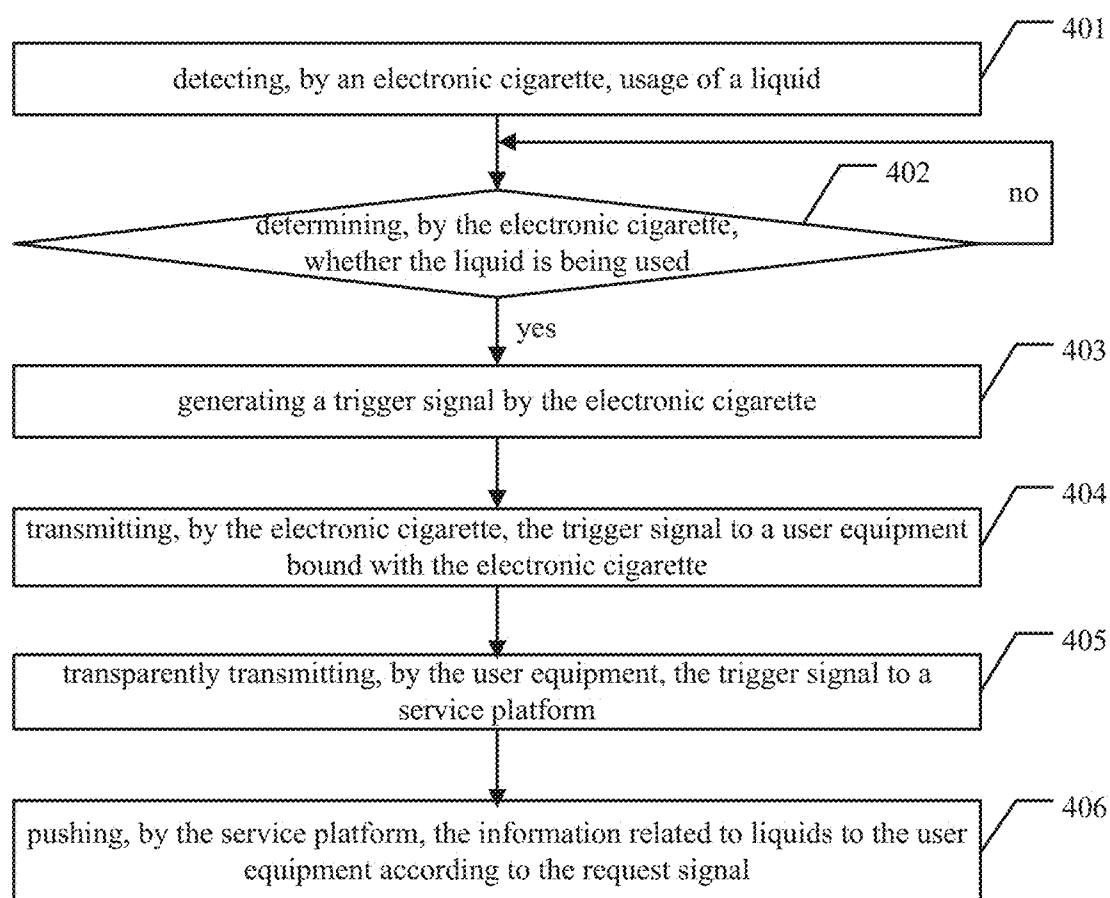 401
detecting, by an electronic cigarette, usage of a liquid
402
no
determining, by the electronic cigarette,
whether the liquid is being used
yes
403
generating a trigger signal by the electronic cigarette
404
transmitting, by the electronic cigarette, the trigger signal to a user equipment
bound with the electronic cigarette
405
transparently transmitting, by the user equipment, the trigger signal to a
service platform
406
pushing, by the service platform, the information related to liquids to the user
equipment according to the request signal